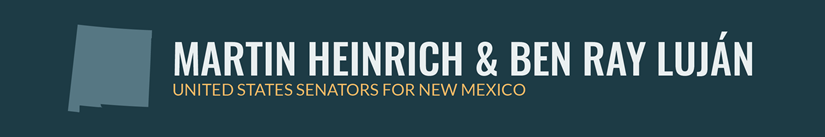 MARTIN HEINRICH & BEN RAY LUJÁN
UNITED STATES SENATORS FOR NEW MEXICO